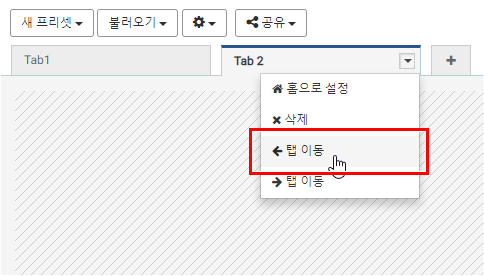 새 프리셋 불러오기 공유
Tab1 Tab 2 +
홈으로 설정
삭제
탭 이동
탭 이동